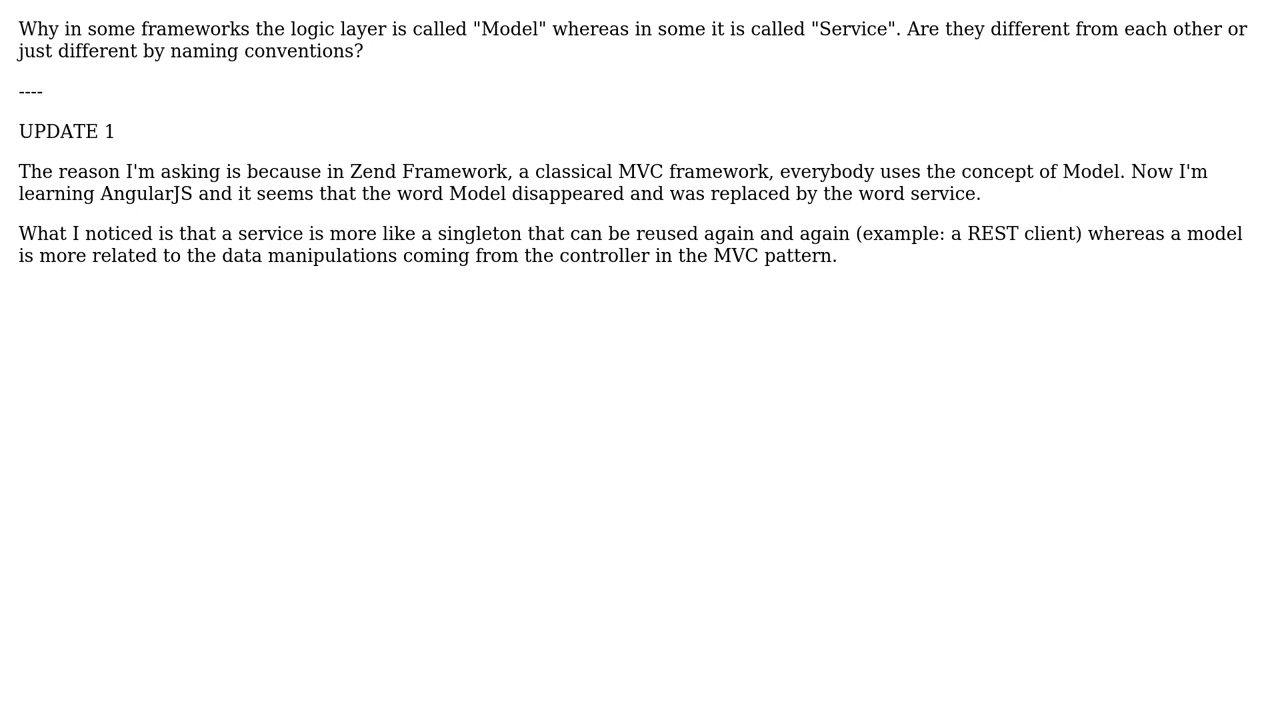 Why in some frameworks the logic layer is called "Model" whereas in some it is called "Service". Are they different from each other or
just different by naming conventions?
----
UPDATE 1
The reason I'm asking is because in Zend Framework, a classical MVC framework, everybody uses the concept of Model. Now I'm
learning AngularJS and it seems that the word Model disappeared and was replaced by the word service.
What I noticed is that a service is more like a singleton that can be reused again and again (example: a REST client) whereas a model
is more related to the data manipulations coming from the controller in the MVC pattern.